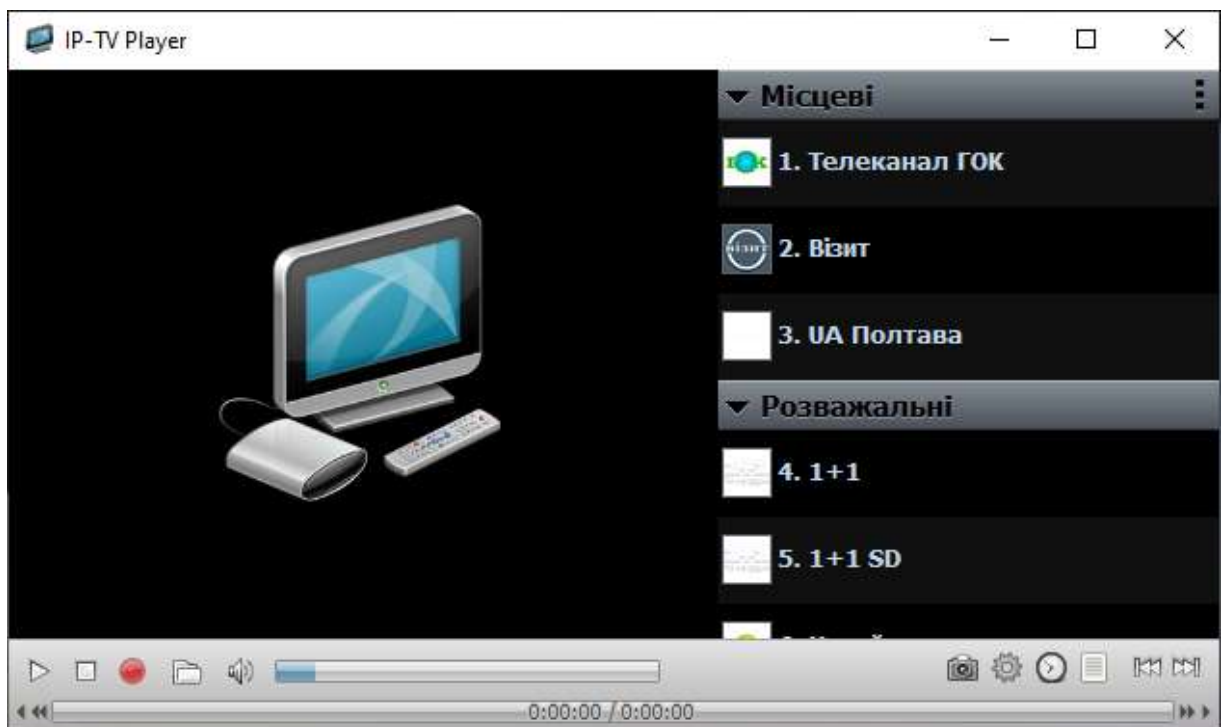 IP-TV Player
Місцеві
1. Телеканал ГОК
2. Візит
3. UA Полтава
Розважальні
4. 1+1
5. 1+1 SD
0:00:00 / 0:00:00